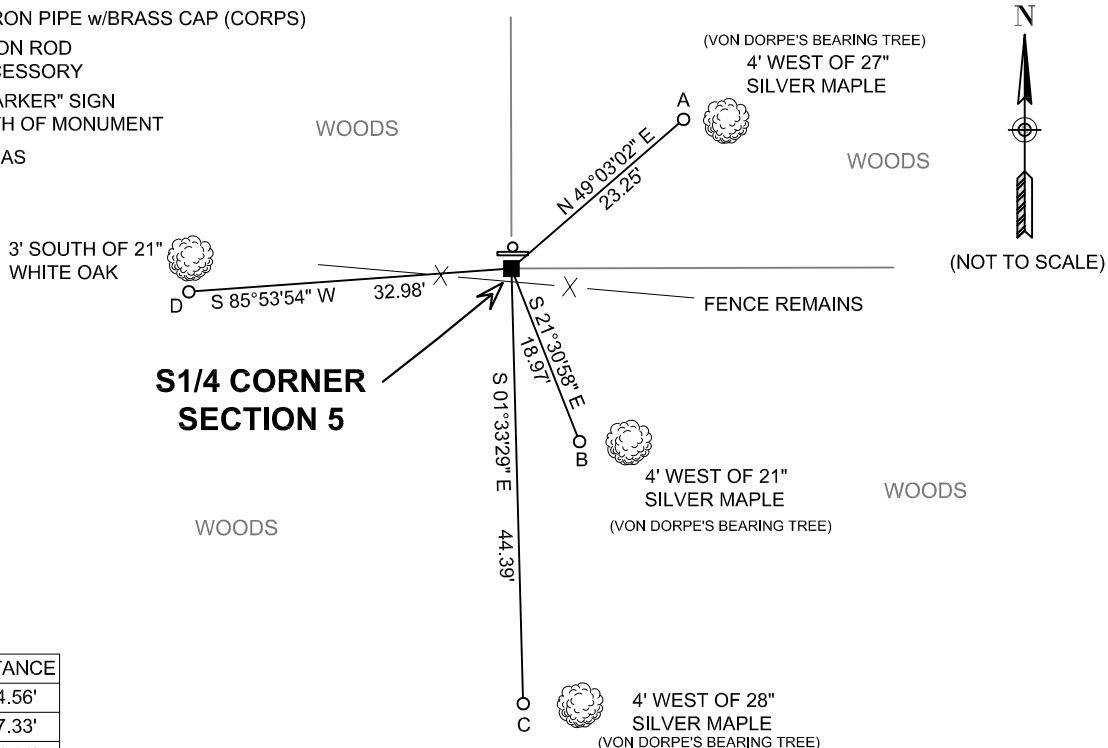 RON PIPE w/BRASS CAP (CORPS)
ON ROD
CESSORY
ARKER" SIGN
TH OF MONUMENT
AS
N
(NOT TO SCALE)
(VON DORPE'S BEARING TREE)
4' WEST OF 27"
SILVER MAPLE
A
WOODS
WOODS
N 49°03'02" E
23.25'
3' SOUTH OF 21"
WHITE OAK
D
S 85°53'54" W 32.98'
FENCE REMAINS
S1/4 CORNER
SECTION 5
S 21°30'58" E
18.97'
S 01°33'29" E 44.39'
B
4' WEST OF 21"
SILVER MAPLE
(VON DORPE'S BEARING TREE)
WOODS
WOODS
C
4' WEST OF 28"
SILVER MAPLE
(VON DORPE'S BEARING TREE)
TANCE
4.56'
7.33'